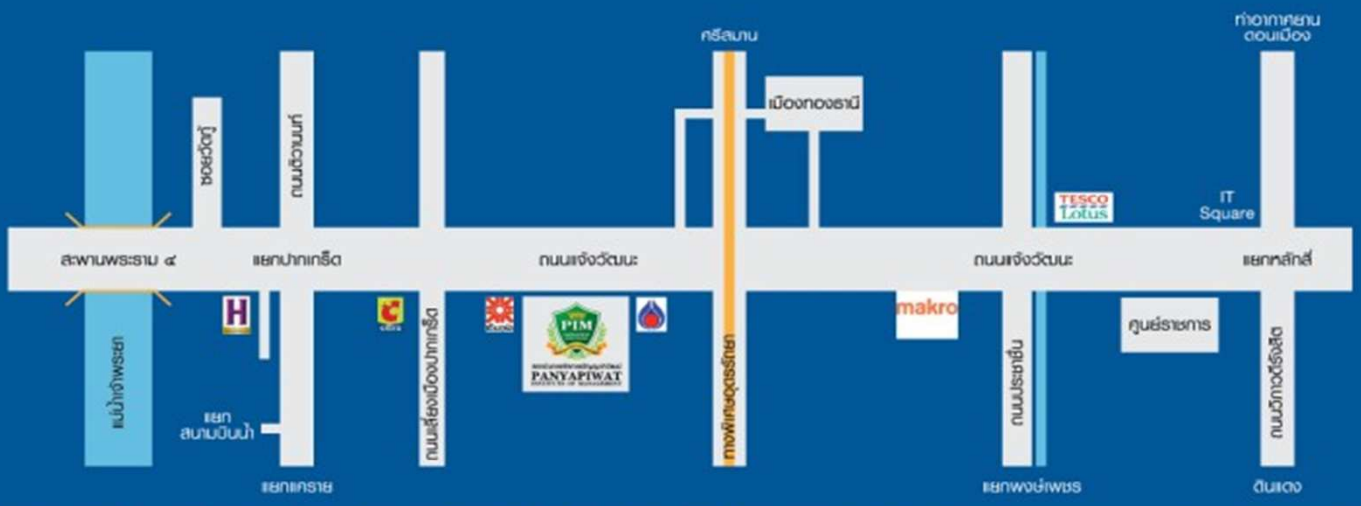 ท่าอากาศยาน
ดอนเมือง
ศรีสมาน
เมืองทองธานี
ซอยวัดกู้
ถนนติวานนท์
TESCO
Lotus
IT
Square
สะพานพระราม ๔
แยกปากเกร็ด
ถนนแจ้งวัฒนะ
ถนนแจ้งวัฒนะ
แยกหลักสี่
H
PIM
PANYAPIWAT
INSTITUTE OF MANAGEMENT
makro
ศูนย์ราชการ
แม่น้ำเจ้าพระยา
ถนนเลี่ยงเมืองปากเกร็ด
ทางพิเศษอุดรรัถยา
ถนนประชาชื่น
ถนนวิภาวดีรังสิต
แยก
สนามบินน้ำ
แยกแคราย
แยกพงษ์เพชร
ดินแดง